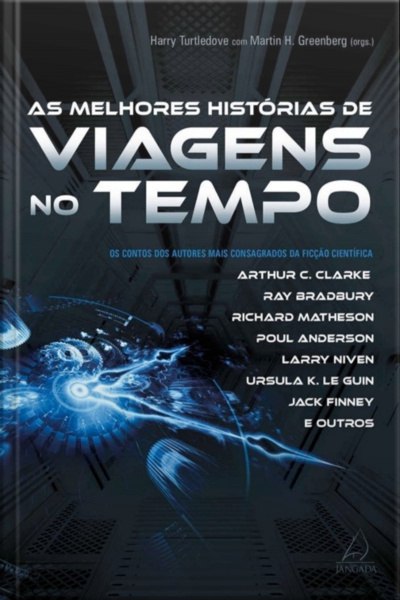 Harry Turtledove com Martin H. Greenberg (orgs.)
AS MELHORES HISTÓRIAS DE
VIAGENS
NO TEMPO
OS CONTOS DOS AUTORES MAIS CONSAGRADOS DA FICÇÃO CIENTÍFICA
ARTHUR C. CLARKE
RAY BRADBURY
RICHARD MATHESON
POUL ANDERSON
LARRY NIVEN
URSULA K. LE GUIN
JACK FINNEY
E OUTROS
JANGADA